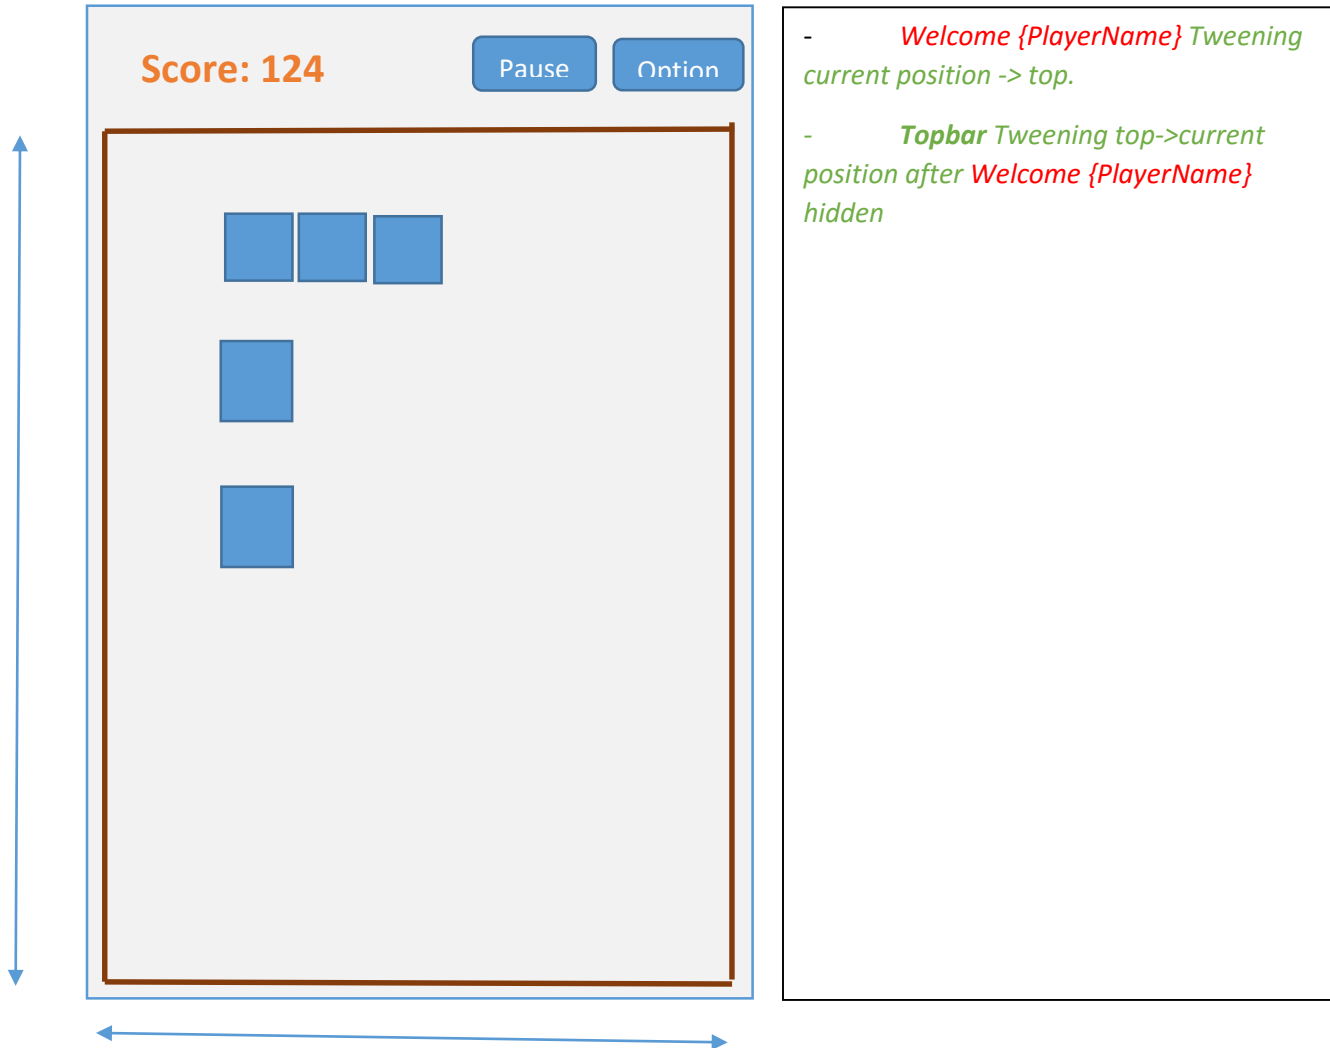 Score: 124
Pause
Option
- Welcome {PlayerName} Tweening
current position -> top.
- Topbar Tweening top->current
position after Welcome {PlayerName}
hidden